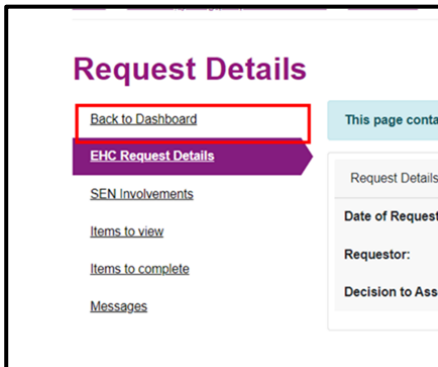 Request Details
Back to Dashboard
This page conta
EHC Request Details
Request Details
SEN Involvements
Date of Request
Items to view
Requestor:
Items to complete
Decision to Ass
Messages